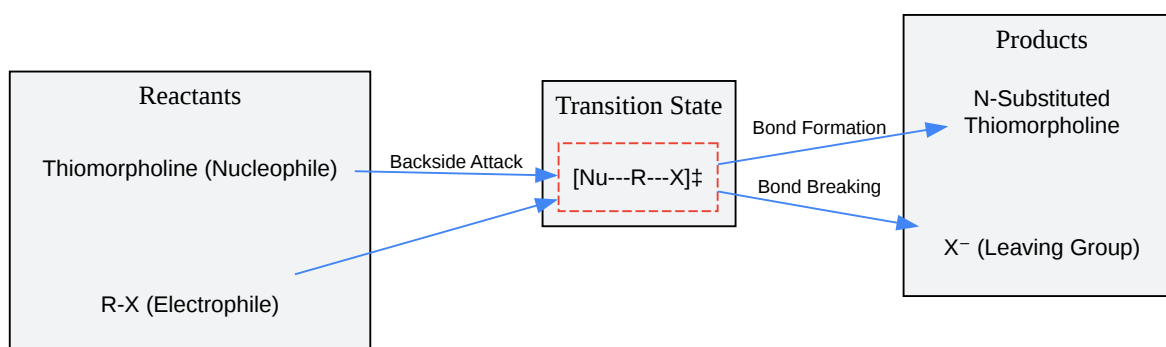 Reactants
Thiomorpholine (Nucleophile)
R-X (Electrophile)
Backside Attack
Transition State
[Nu---R---X]‡
Bond Formation
Bond Breaking
Products
N-Substituted
Thiomorpholine
X⁻ (Leaving Group)